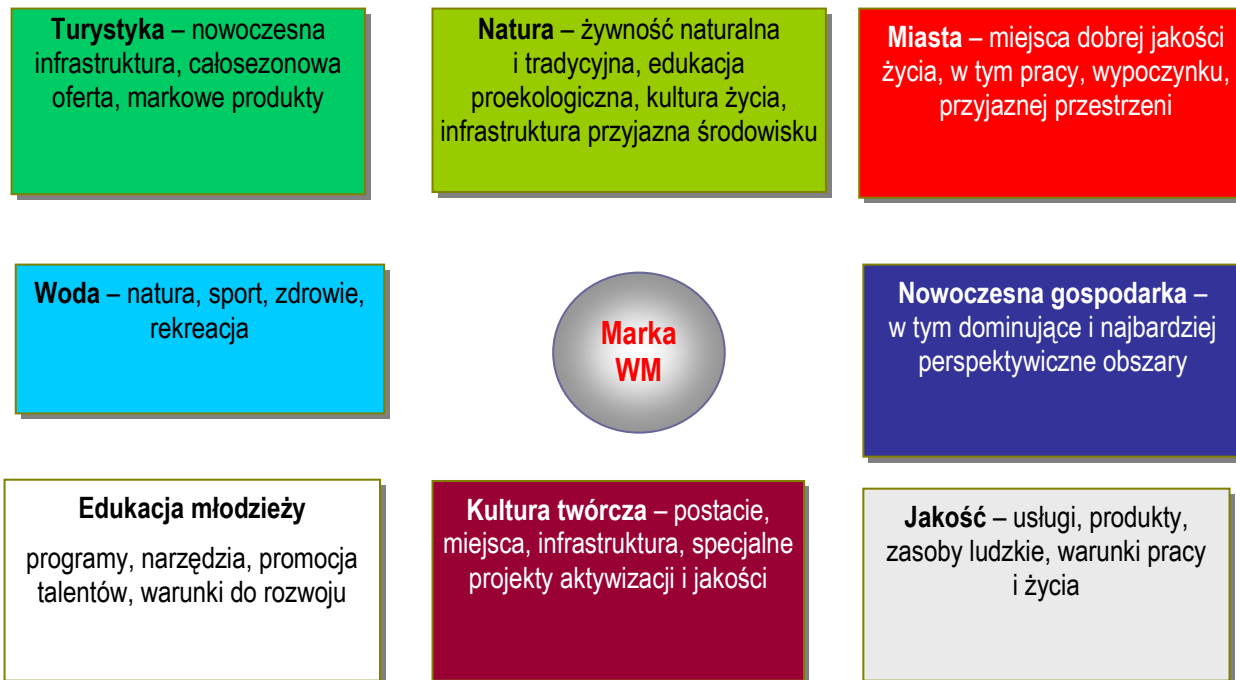 Turystyka – nowoczesna
infrastruktura, całosezonowa
oferta, markowe produkty
Natura – żywność naturalna
i tradycyjna, edukacja
proekologiczna, kultura życia,
infrastruktura przyjazna środowisku
Miasta – miejsca dobrej jakości
życia, w tym pracy, wypoczynku,
przyjaznej przestrzeni
Woda – natura, sport, zdrowie,
rekreacja
Marka
WM
Nowoczesna gospodarka –
w tym dominujące i najbardziej
perspektywiczne obszary
Edukacja młodzieży
programy, narzędzia, promocja
talentów, warunki do rozwoju
Kultura twórcza – postacie,
miejsca, infrastruktura, specjalne
projekty aktywizacji i jakości
Jakość – usługi, produkty,
zasoby ludzkie, warunki pracy
i życia